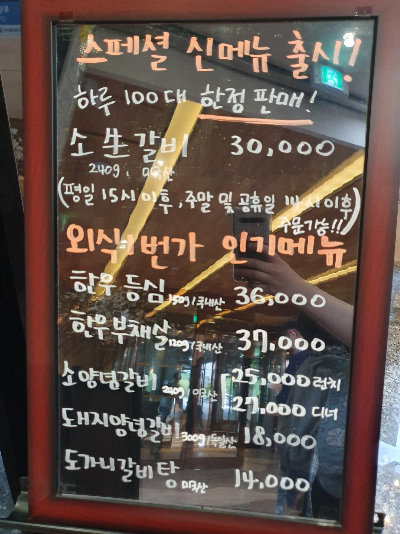 스페셜 신메뉴 출시!
하루 100대 한정판매!
소 生 갈비 30,000
240g, 미국산
(평일 15시 이후, 주말 및 공휴일 14시 이후)
주문가능!!
외식1번가 인기메뉴
한우 등심 150g/국내산 36,000
한우부채살 120g/국내산 37,000
소양념갈비 240g/미국산 25,000 런치
27,000 디너
돼지양념갈비 300g/독일산 18,000
도가니갈비탕 미국산 14,000